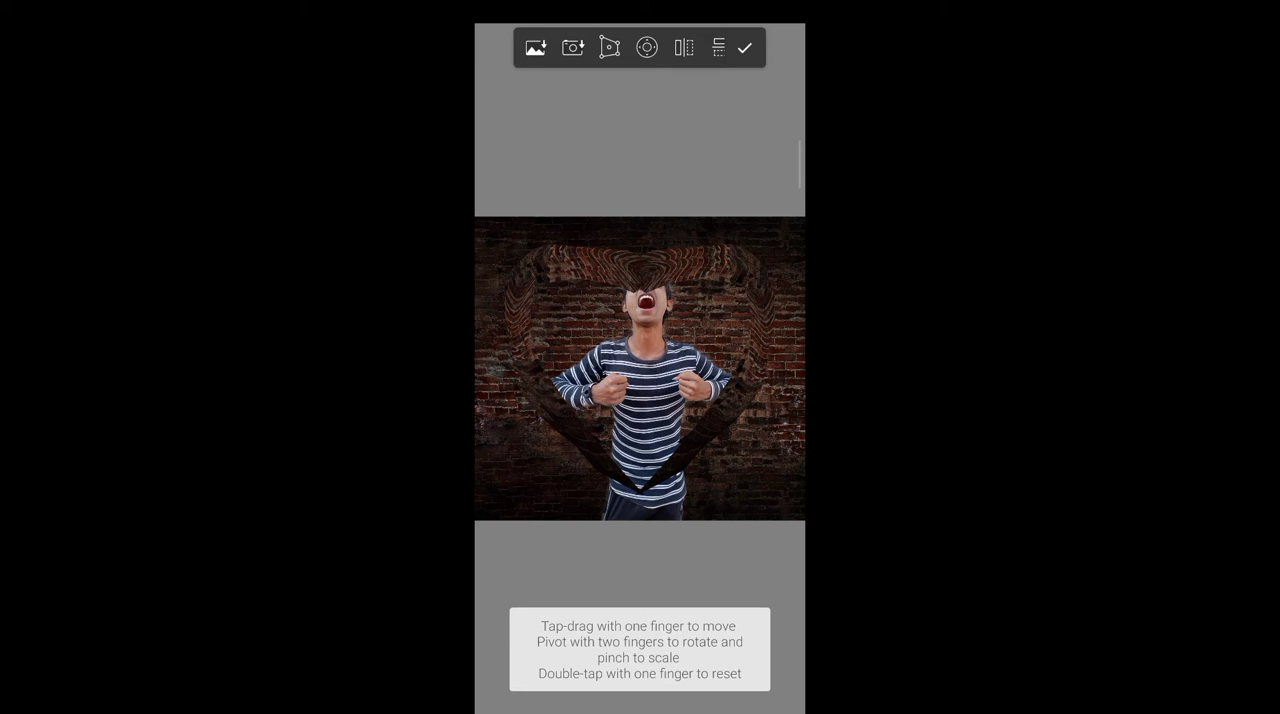 Tap-drag with one finger to move
Pivot with two fingers to rotate and
pinch to scale
Double-tap with one finger to reset